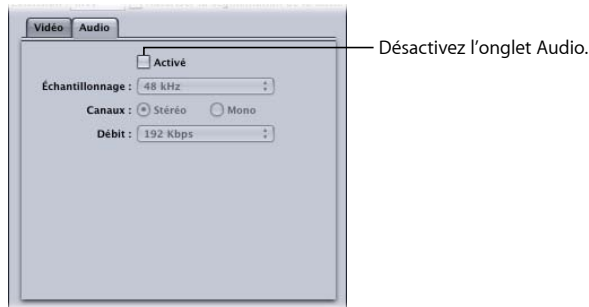 Vidéo Audio
Activé
Désactivez l'onglet Audio.
Échantillonnage : 48 kHz
Canaux : Stéréo Mono
Débit : 192 Kbps